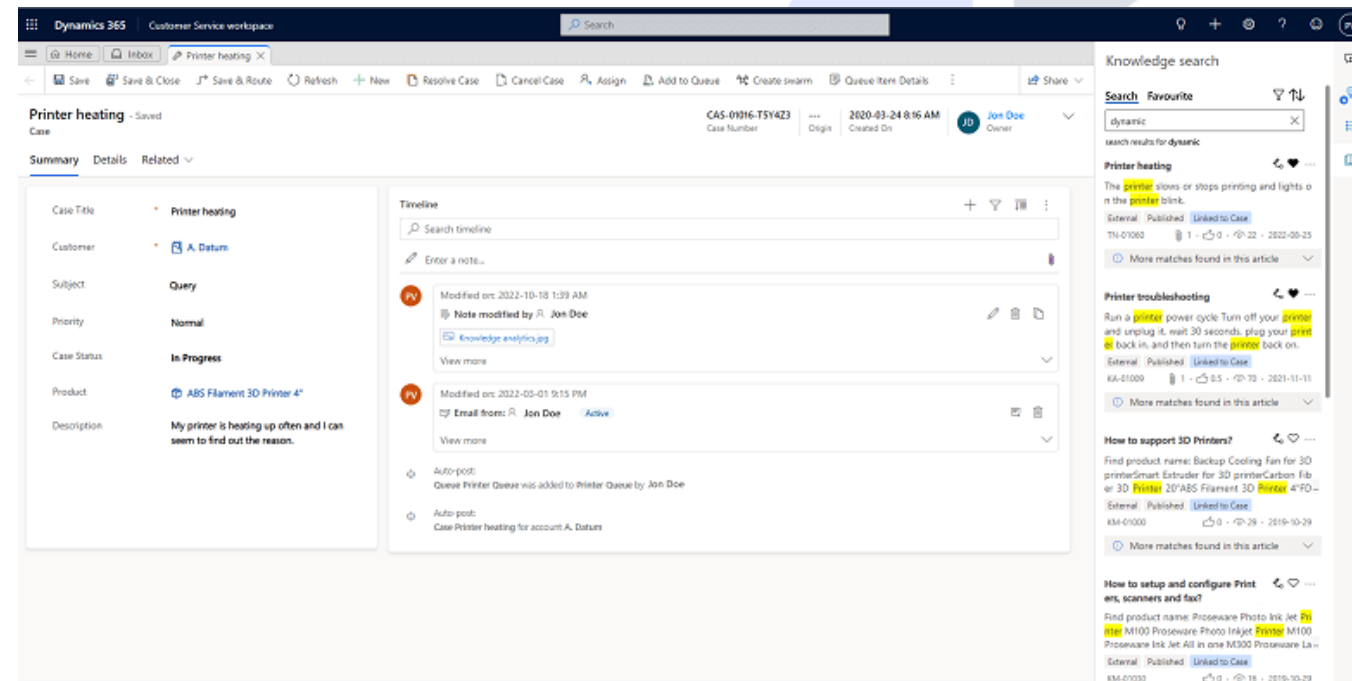 Dynamics 365 Customer Service workspace Search ?
Home Inbox Printer heating
Save Save & Close Save & Route Refresh New Resolve Case Cancel Case Assign Add to Queue Create swarm Queue Item Details Share
Printer heating - Saved
Case
CAS-01016-T5Y4Z3 --- 2020-03-24 8:16 AM JD Jon Doe
Case Number Origin Created On Owner
Summary Details Related
Case Title * Printer heating
Customer * A. Datum
Subject Query
Priority Normal
Case Status In Progress
Product ABS Filament 3D Printer 4"
Description My printer is heating up often and I can
seem to find out the reason.
Timeline
Search timeline
Enter a note...
PV Modified on: 2022-10-18 1:39 AM
Note modified by Jon Doe
Knowledge analytics.jpg
View more
PV Modified on: 2022-05-01 9:15 PM
Email from: Jon Doe Active
View more
Auto-post:
Queue Printer Queue was added to Printer Queue by Jon Doe
Auto-post:
Case Printer heating for account A. Datum
Knowledge search
Search Favourite
dynamic
search results for dynamic
Printer heating
The printer slows or stops printing and lights o
n the printer blink.
External Published Linked to Case
TN-01060 1 - 0 - 22 - 2022-08-25
More matches found in this article
Printer troubleshooting
Run a printer power cycle Turn off your printer
and unplug it. wait 30 seconds. plug your print
er back in. and then turn the printer back on.
External Published Linked to Case
KA-01009 1 - 0.5 - 70 - 2021-11-11
More matches found in this article
How to support 3D Printers?
Find product name: Backup Cooling Fan for 3D
printerSmart Extruder for 3D printerCarbon Fib
er 3D Printer 20"ABS Filament 3D Printer 4"FD...
External Published Linked to Case
KM-01000 0 - 29 - 2019-10-29
More matches found in this article
How to setup and configure Print
ers, scanners and fax?
Find product name: Proseware Photo Ink Jet Pri
nter M100 Proseware Photo Inkjet Printer M100
Proseware Ink Jet All in one M300 Proseware La...
External Published Linked to Case
KM-01030 0 - 16 - 2019-10-29